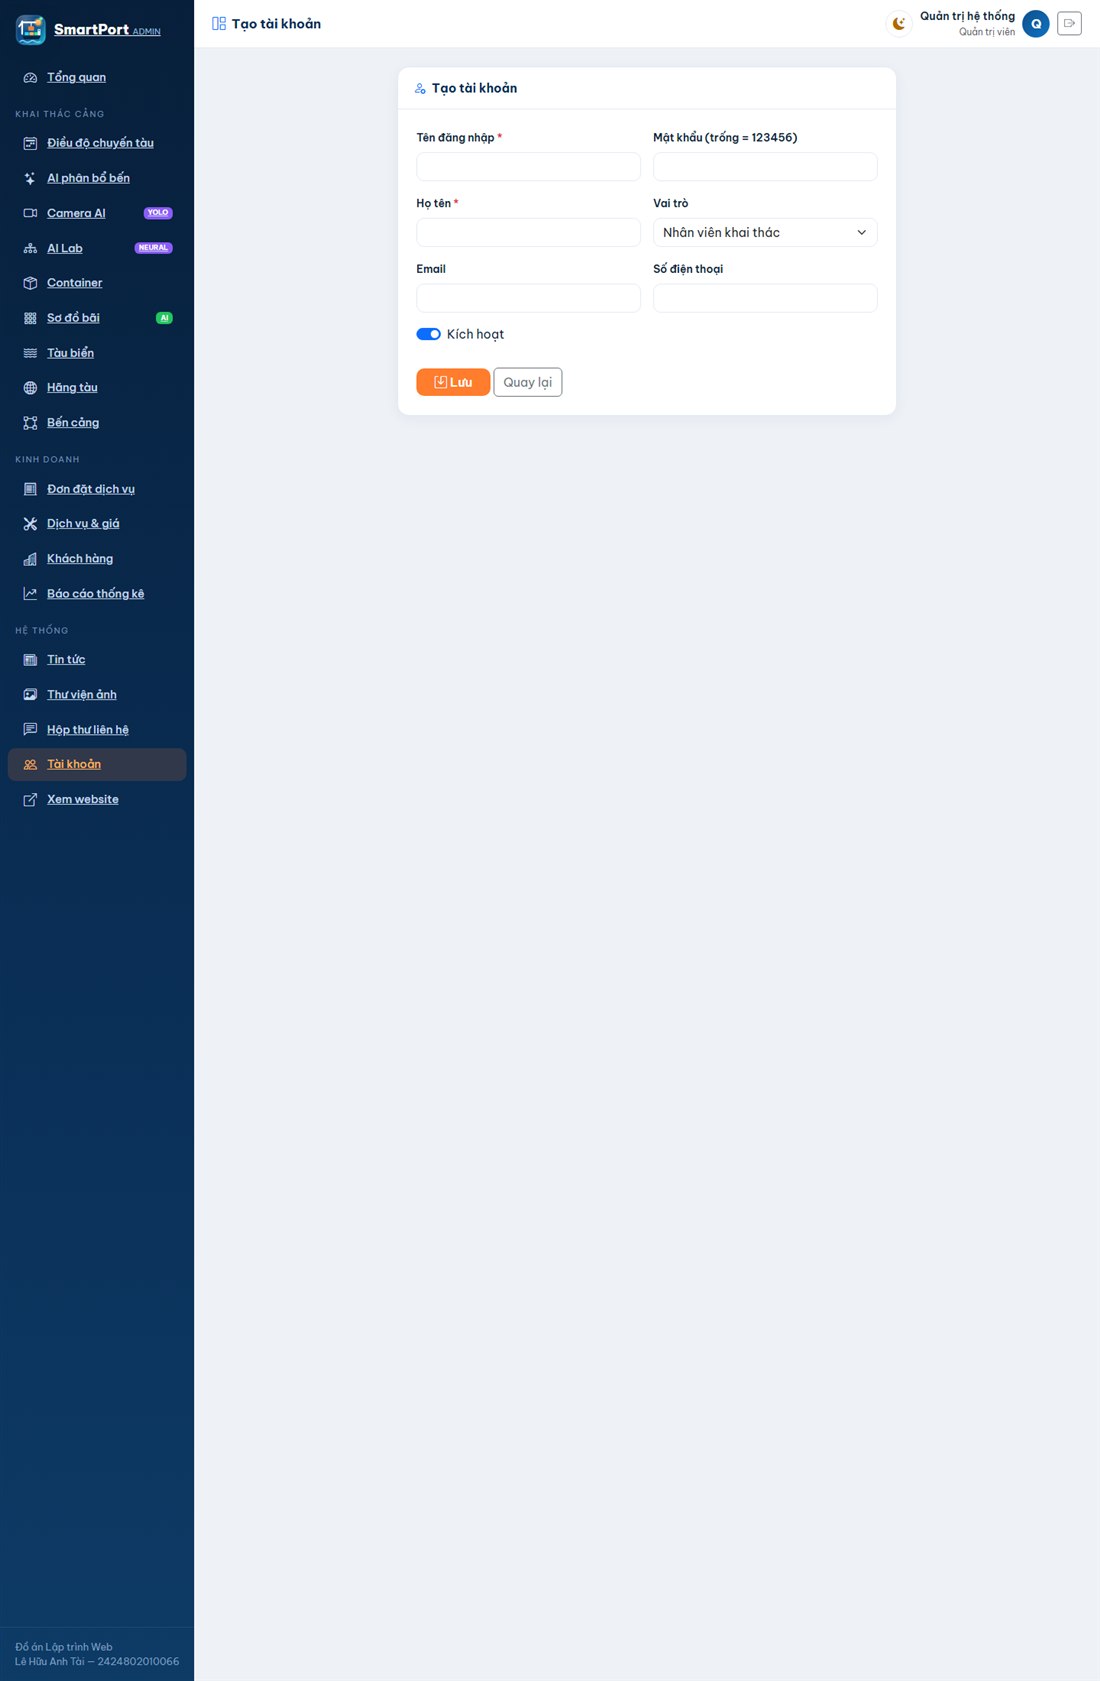 SmartPort ADMIN
Tổng quan
KHAI THÁC CẢNG
Điều độ chuyến tàu
AI phân bổ bến
Camera AI YOLO
AI Lab NEURAL
Container
Sơ đồ bãi AI
Tàu biển
Hãng tàu
Bến cảng
KINH DOANH
Đơn đặt dịch vụ
Dịch vụ & giá
Khách hàng
Báo cáo thống kê
HỆ THỐNG
Tin tức
Thư viện ảnh
Hộp thư liên hệ
Tài khoản
Xem website
Đồ án Lập trình Web
Lê Hữu Anh Tài — 2424802010066
Tạo tài khoản
Quản trị hệ thống
Quản trị viên
Q
Tạo tài khoản
Tên đăng nhập *
Mật khẩu (trống = 123456)
Họ tên *
Vai trò
Nhân viên khai thác
Email
Số điện thoại
Kích hoạt
Lưu
Quay lại